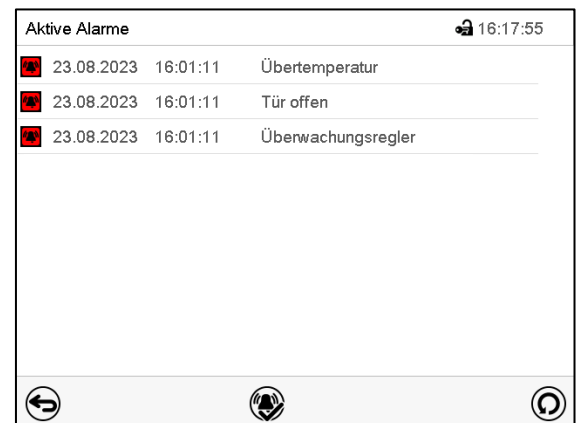 Aktive Alarme 16:17:55
23.08.2023 16:01:11 Übertemperatur
23.08.2023 16:01:11 Tür offen
23.08.2023 16:01:11 Überwachungsregler